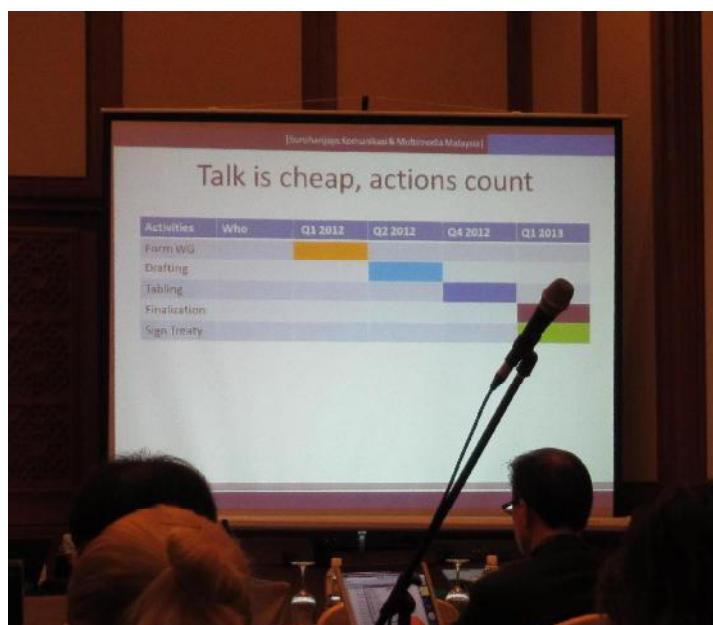 [Suruhanjaya Komunikasi & Multimedia Malaysia]
Talk is cheap, actions count
Activities Who Q1 2012 Q2 2012 Q4 2012 Q1 2013
Form WG
Drafting
Tabling
Finalization
Sign Treaty